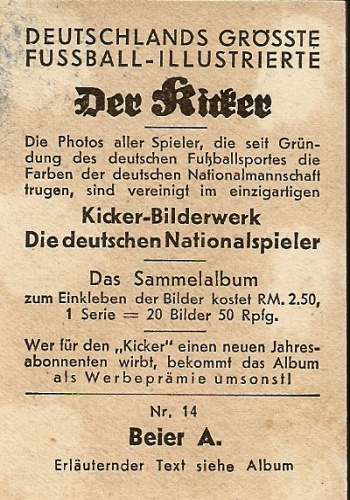 DEUTSCHLANDS GRÖSSTE
FUSSBALL-ILLUSTRIERTE
Der Kicker
Die Photos aller Spieler, die seit Grün-
dung des deutschen Fußballsportes die
Farben der deutschen Nationalmannschaft
trugen, sind vereinigt im einzigartigen
Kicker-Bilderwerk
Die deutschen Nationalspieler
Das Sammelalbum
zum Einkleben der Bilder kostet RM. 2.50,
1 Serie = 20 Bilder 50 Rpfg.
Wer für den „Kicker" einen neuen Jahres-
abonnenten wirbt, bekommt das Album
als Werbeprämie umsonst!
Nr. 14
Beier A.
Erläuternder Text siehe Album